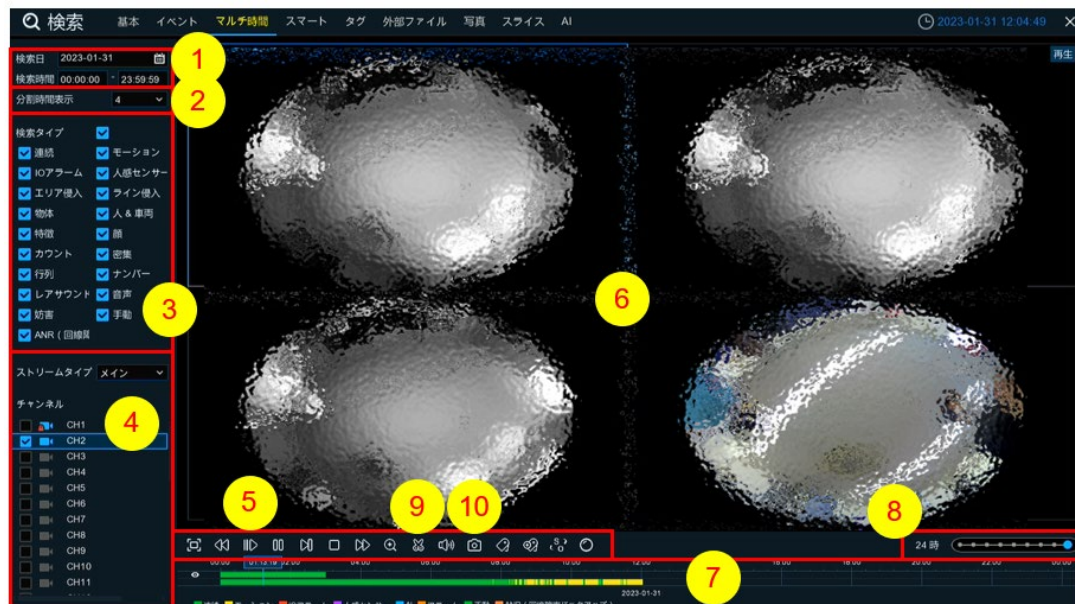 検索 基本 イベント マルチ時間 スマート タグ 外部ファイル 写真 スライス AI 2023-01-31 12:04:49
検索日 2023-01-31
検索時間 00:00:00 - 23:59:59
1
分割時間表示 4
2
再生
検索タイプ
連続 モーション
IOアラーム 人感センサー
エリア侵入 ライン侵入
物体 人 & 車両
特徴 顔
カウント 密集
行列 ナンバー
レアサウンド 音声
妨害 手動
ANR ( 回線
3
6
ストリームタイプ メイン
チャンネル
4
CH1
CH2
CH3
CH4
CH5
CH6
CH7
CH8
CH9
CH10
CH11
5
9
10
8
24 時
00:00 01:13:19 02:00 04:00 06:00 08:00 10:00 12:00 16:00 18:00 20:00 22:00 00:00
7
2023-01-31